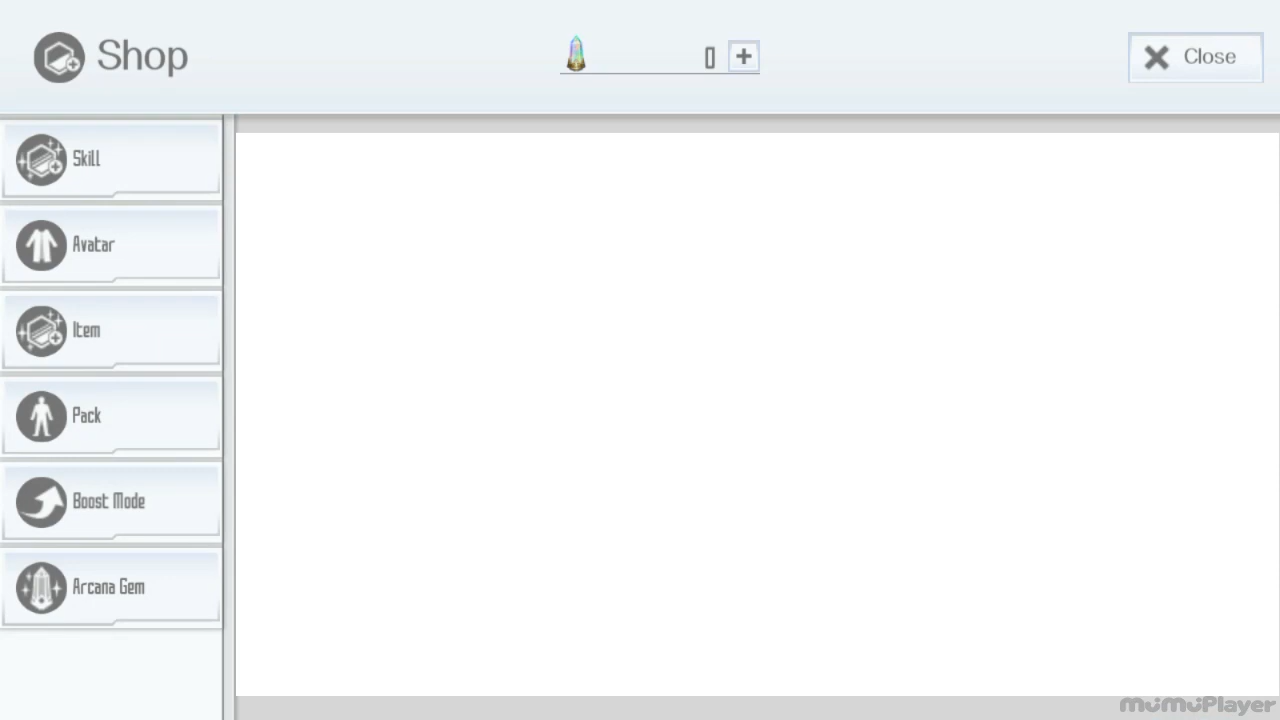 Shop
0
+
Close
Skill
Avatar
Item
Pack
Boost Mode
Arcana Gem
MuMuPlayer